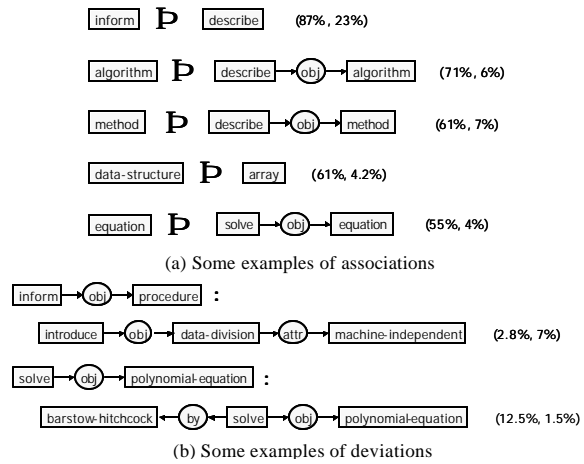 inform Þ describe (87%, 23%)
algorithm Þ describe obj algorithm (71%, 6%)
method Þ describe obj method (61%, 7%)
data-structure Þ array (61%, 4.2%)
equation Þ solve obj equation (55%, 4%)
(a) Some examples of associations
inform obj procedure :
introduce obj data-division attr machine-independent (2.8%, 7%)
solve obj polynomial-equation :
barstow-hitchcock by solve obj polynomial-equation (12.5%, 1.5%)
(b) Some examples of deviations